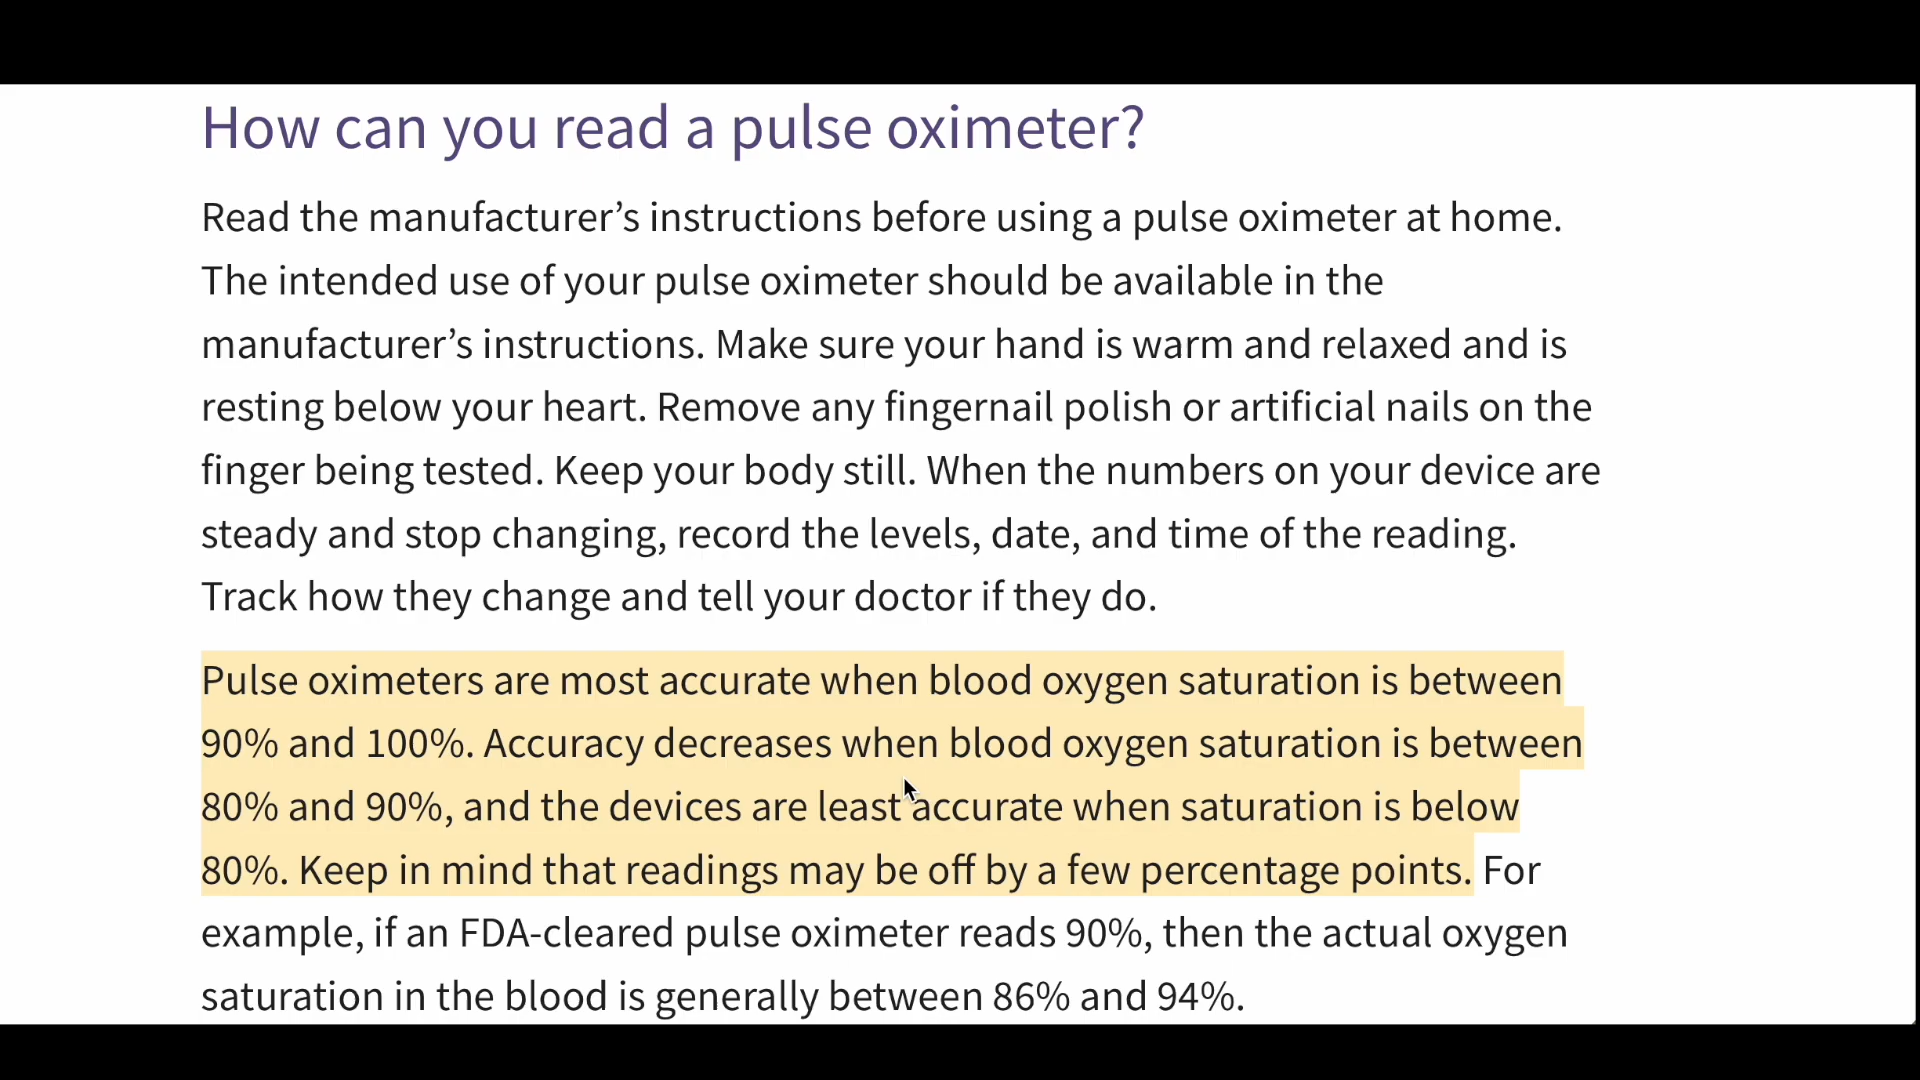 How can you read a pulse oximeter?
Read the manufacturer’s instructions before using a pulse oximeter at home.
The intended use of your pulse oximeter should be available in the
manufacturer’s instructions. Make sure your hand is warm and relaxed and is
resting below your heart. Remove any fingernail polish or artificial nails on the
finger being tested. Keep your body still. When the numbers on your device are
steady and stop changing, record the levels, date, and time of the reading.
Track how they change and tell your doctor if they do.
Pulse oximeters are most accurate when blood oxygen saturation is between
90% and 100%. Accuracy decreases when blood oxygen saturation is between
80% and 90%, and the devices are least accurate when saturation is below
80%. Keep in mind that readings may be off by a few percentage points. For
example, if an FDA-cleared pulse oximeter reads 90%, then the actual oxygen
saturation in the blood is generally between 86% and 94%.